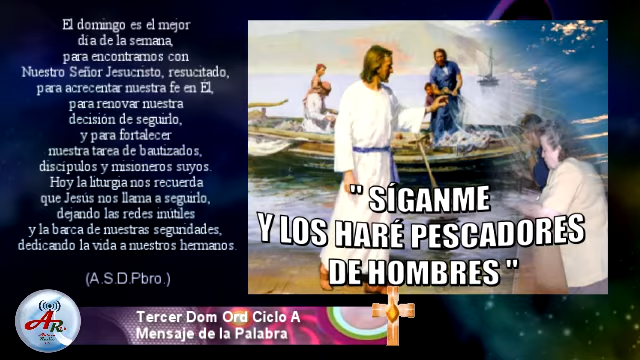 El domingo es el mejor
día de la semana,
para encontrarnos con
Nuestro Señor Jesucristo, resucitado,
para acrecentar nuestra fe en Él,
para renovar nuestra
decisión de seguirlo,
y para fortalecer
nuestra tarea de bautizados,
discípulos y misioneros suyos.
Hoy la liturgia nos recuerda
que Jesús nos llama a seguirlo,
dejando las redes inútiles
y la barca de nuestras seguridades,
dedicando la vida a nuestros hermanos.
(A.S.D.Pbro.)
" SÍGANME
Y LOS HARÉ PESCADORES
DE HOMBRES "
AR
Tercer Dom Ord Ciclo A
Mensaje de la Palabra